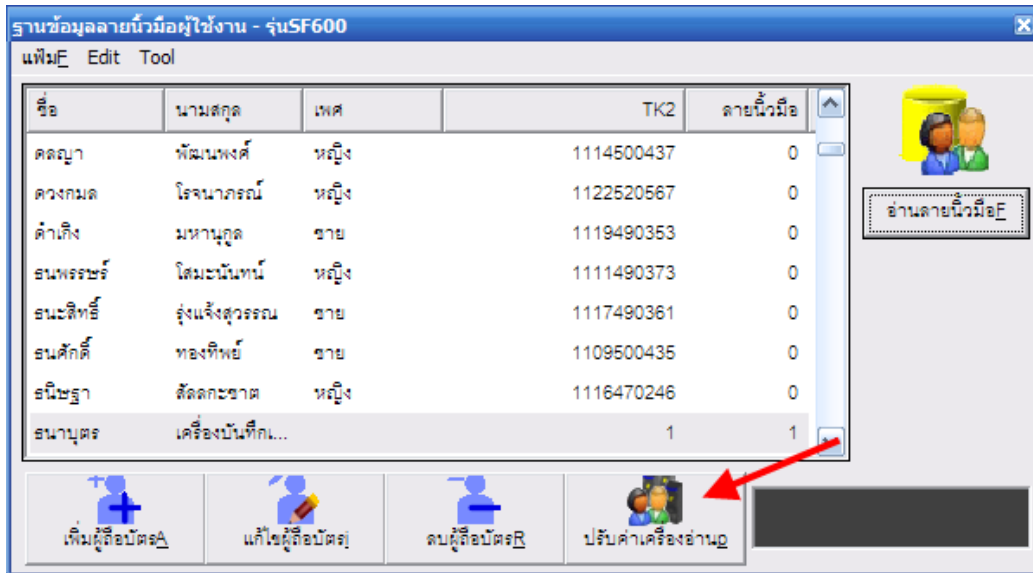 ฐานข้อมูลลายนิ้วมือผู้ใช้งาน - รุ่นSF600
แฟ้มF Edit Tool
ชื่อ นามสกุล เพศ TK2 ลายนิ้วมือ
ดลญา พัฒนพงศ์ หญิง 1114500437 0
ดวงกมล โรจนาภรณ์ หญิง 1122520567 0
ดำเกิง มหานุกูล ชาย 1119490353 0
ธนพรรษร์ โสมะนันทน์ หญิง 1111490373 0
ธนะสิทธิ์ รุ่งแจ้งสุวรรณ ชาย 1117490361 0
ธนศักดิ์ ทองทิพย์ ชาย 1109500435 0
ธนิษฐา สัลลกะชาต หญิง 1116470246 0
ธนาบุตร เครื่องบันทึกเ... 1 1
อ่านลายนิ้วมือF
เพิ่มผู้ถือบัตรA แก้ไขผู้ถือบัตรj ลบผู้ถือบัตรR ปรับค่าเครื่องอ่านp